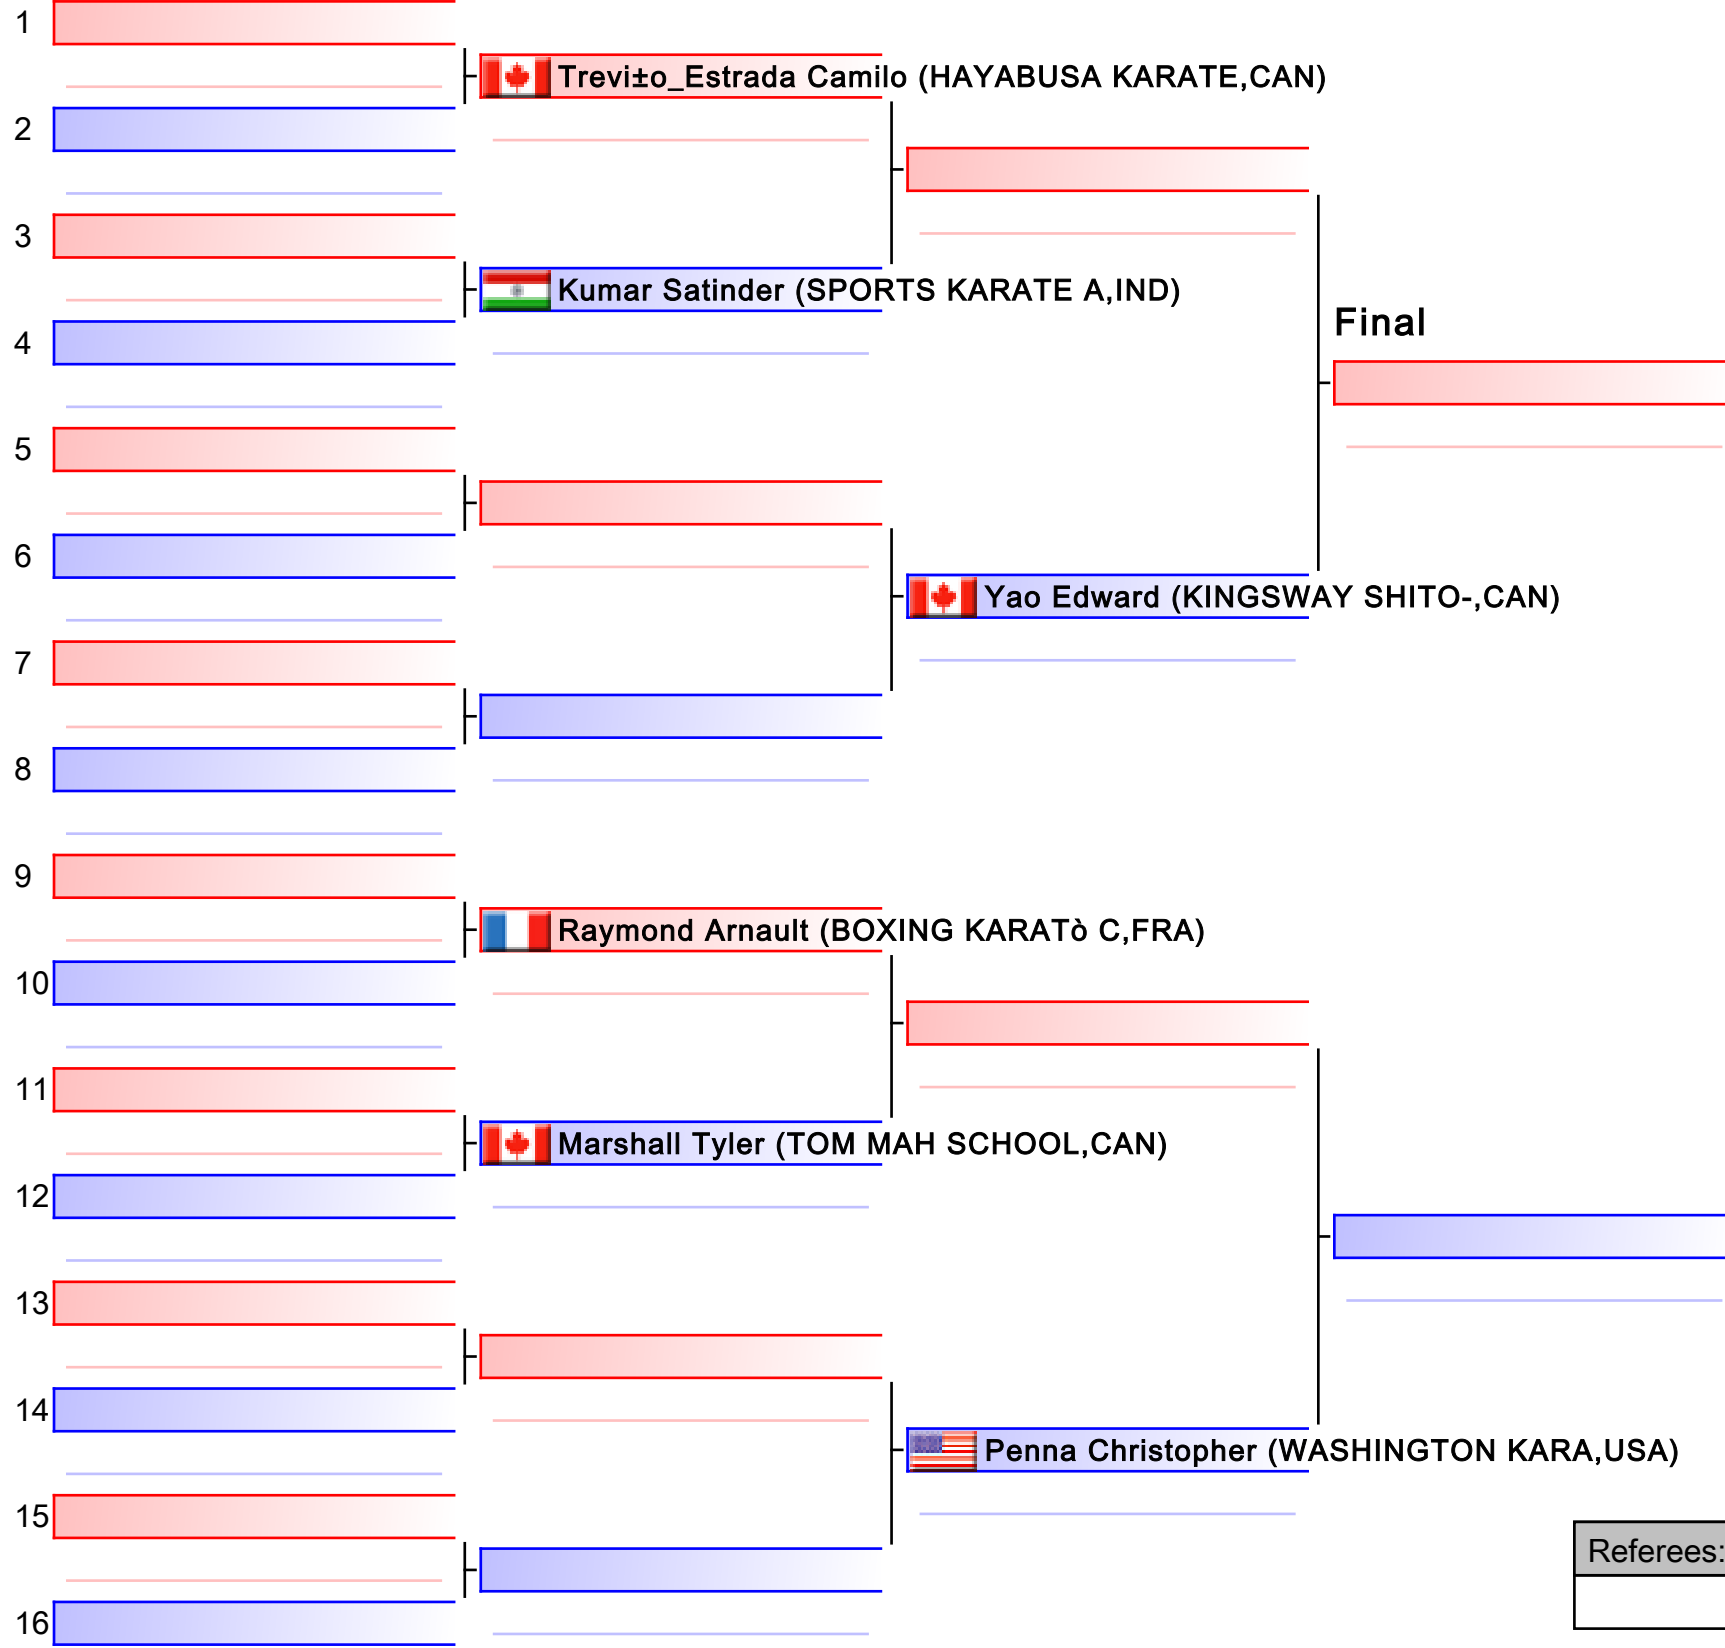 1
Trevi±o_Estrada Camilo (HAYABUSA KARATE,CAN)
2
3
Kumar Satinder (SPORTS KARATE A,IND)
4
Final
5
6
Yao Edward (KINGSWAY SHITO-,CAN)
7
8
9
Raymond Arnault (BOXING KARATò C,FRA)
10
11
Marshall Tyler (TOM MAH SCHOOL,CAN)
12
13
14
Penna Christopher (WASHINGTON KARA,USA)
15
Referees:
16